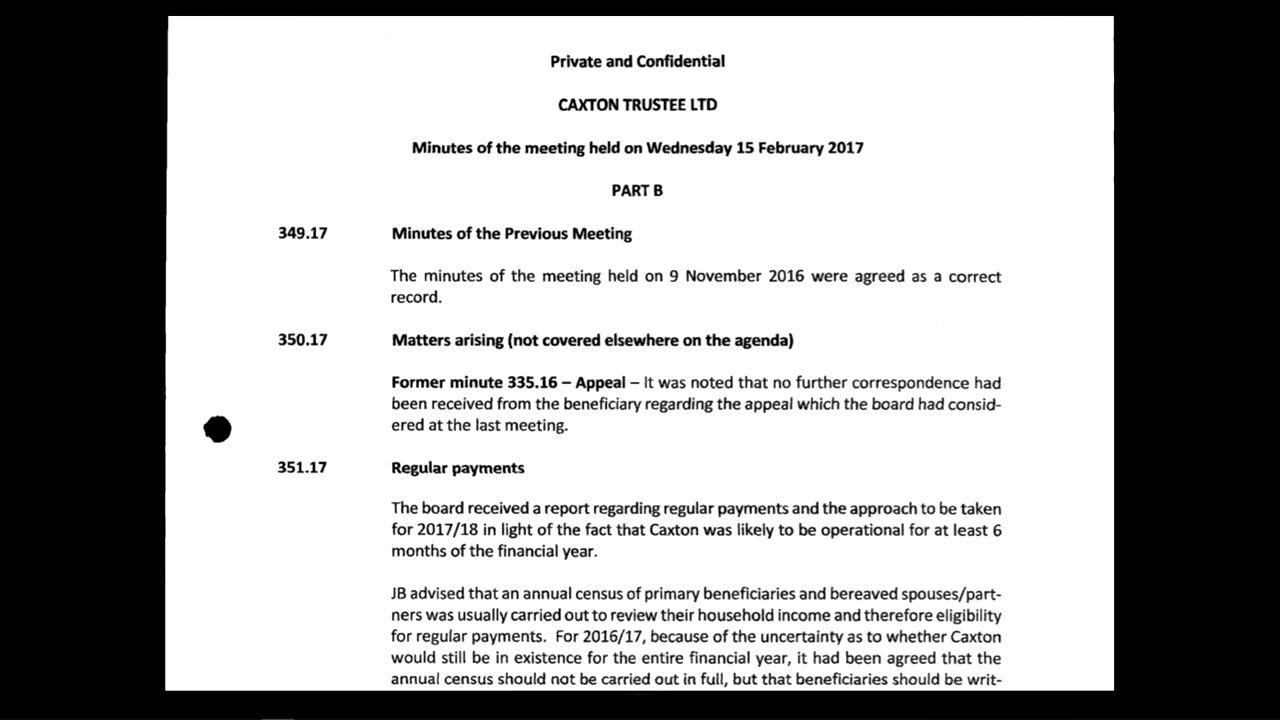 Private and Confidential
CAXTON TRUSTEE LTD
Minutes of the meeting held on Wednesday 15 February 2017
PART B
349.17 Minutes of the Previous Meeting
The minutes of the meeting held on 9 November 2016 were agreed as a correct
record.
350.17 Matters arising (not covered elsewhere on the agenda)
Former minute 335.16 – Appeal – It was noted that no further correspondence had
been received from the beneficiary regarding the appeal which the board had consid-
ered at the last meeting.
351.17 Regular payments
The board received a report regarding regular payments and the approach to be taken
for 2017/18 in light of the fact that Caxton was likely to be operational for at least 6
months of the financial year.
JB advised that an annual census of primary beneficiaries and bereaved spouses/part-
ners was usually carried out to review their household income and therefore eligibility
for regular payments. For 2016/17, because of the uncertainty as to whether Caxton
would still be in existence for the entire financial year, it had been agreed that the
annual census should not be carried out in full, but that beneficiaries should be writ-